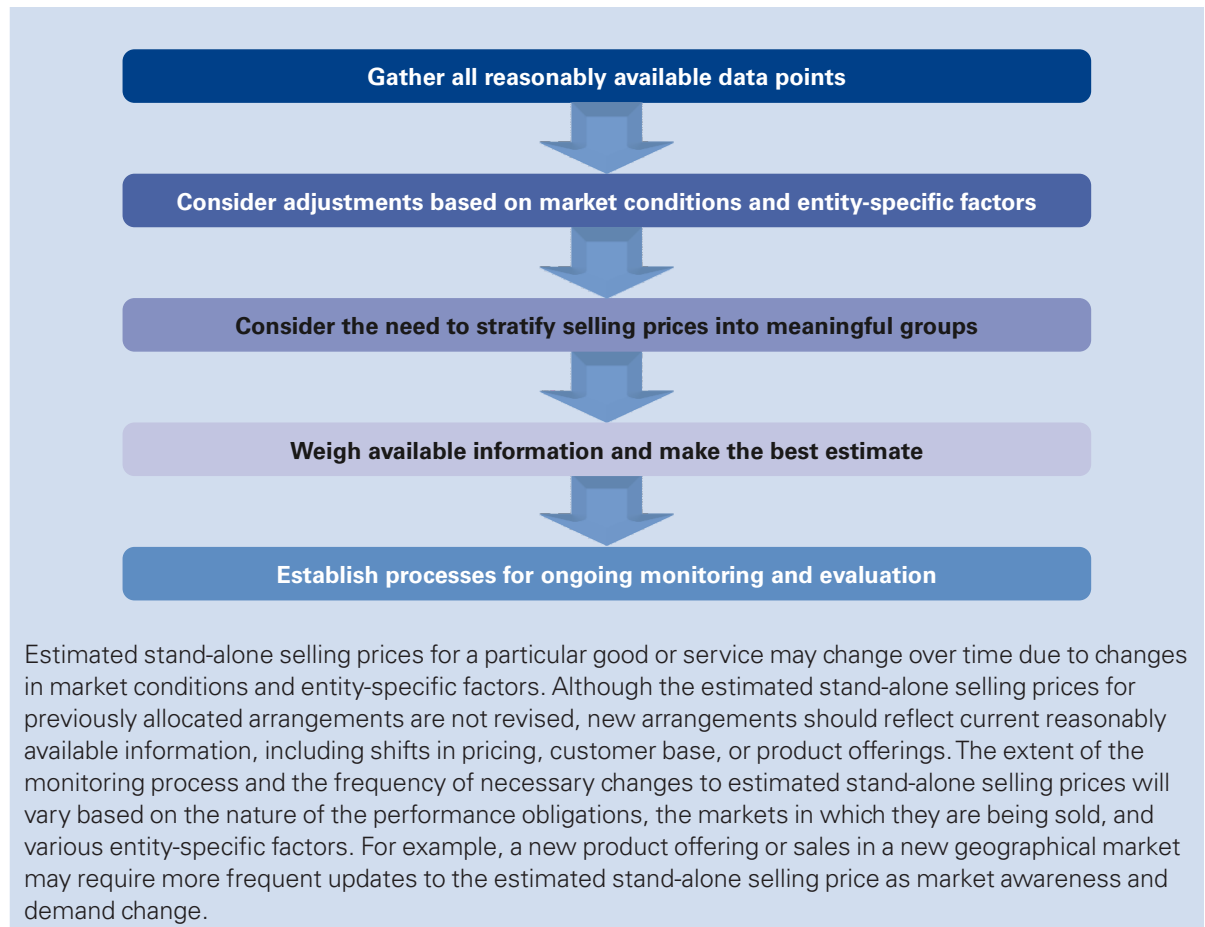 Gather all reasonably available data points
Consider adjustments based on market conditions and entity-specific factors
Consider the need to stratify selling prices into meaningful groups
Weigh available information and make the best estimate
Establish processes for ongoing monitoring and evaluation
Estimated stand-alone selling prices for a particular good or service may change over time due to changes
in market conditions and entity-specific factors. Although the estimated stand-alone selling prices for
previously allocated arrangements are not revised, new arrangements should reflect current reasonably
available information, including shifts in pricing, customer base, or product offerings. The extent of the
monitoring process and the frequency of necessary changes to estimated stand-alone selling prices will
vary based on the nature of the performance obligations, the markets in which they are being sold, and
various entity-specific factors. For example, a new product offering or sales in a new geographical market
may require more frequent updates to the estimated stand-alone selling price as market awareness and
demand change.